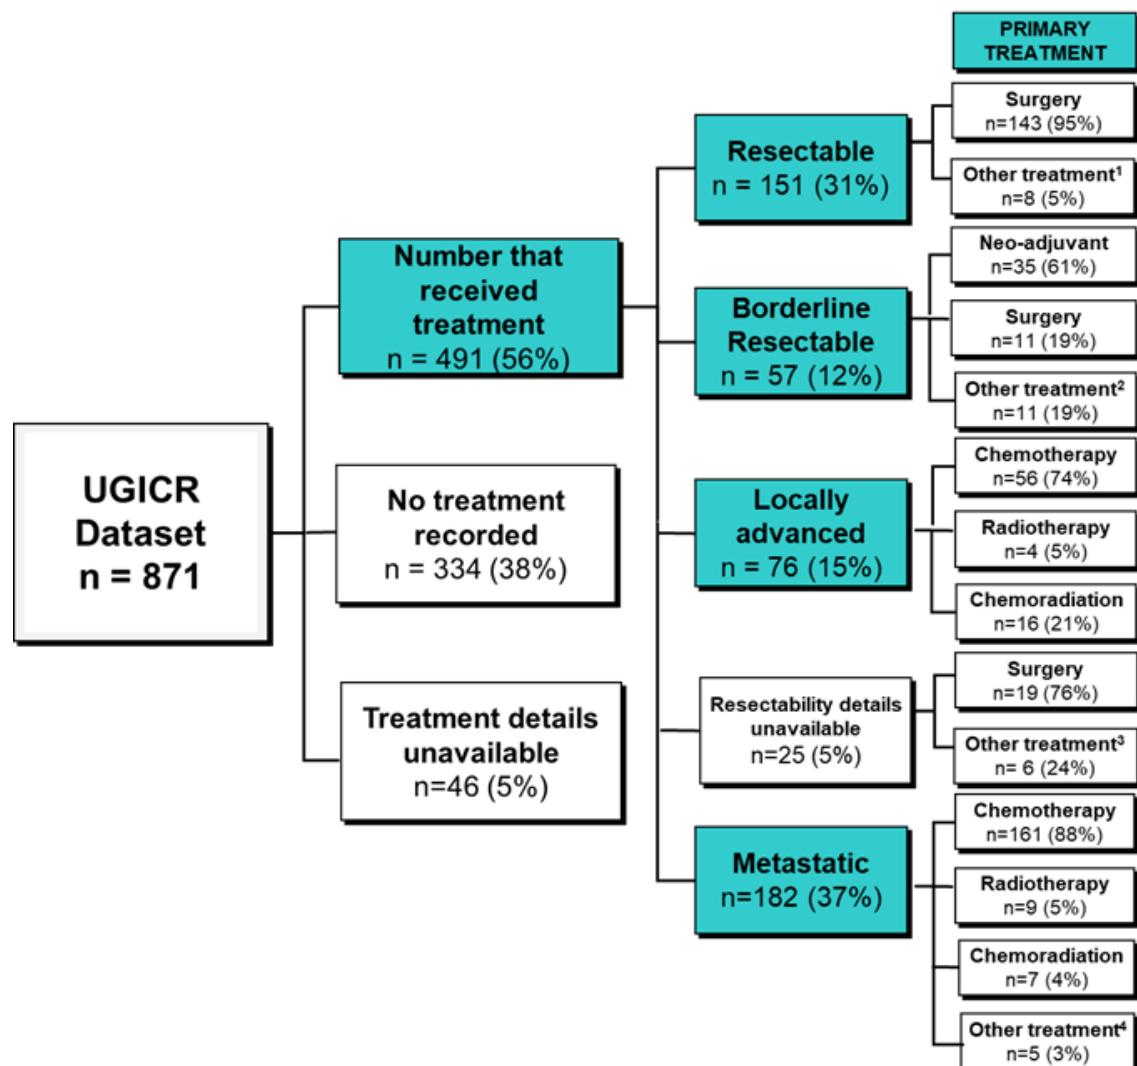 PRIMARY
TREATMENT
UGICR
Dataset
n = 871
Number that
received
treatment
n = 491 (56%)
No treatment
recorded
n = 334 (38%)
Treatment details
unavailable
n=46 (5%)
Resectable
n = 151 (31%)
Surgery
n=143 (95%)
Other treatment¹
n=8 (5%)
Borderline
Resectable
n = 57 (12%)
Neo-adjuvant
n=35 (61%)
Surgery
n=11 (19%)
Other treatment²
n=11 (19%)
Locally
advanced
n = 76 (15%)
Chemotherapy
n=56 (74%)
Radiotherapy
n=4 (5%)
Chemoradiation
n=16 (21%)
Resectability details
unavailable
n=25 (5%)
Surgery
n=19 (76%)
Other treatment³
n= 6 (24%)
Metastatic
n=182 (37%)
Chemotherapy
n=161 (88%)
Radiotherapy
n=9 (5%)
Chemoradiation
n=7 (4%)
Other treatment⁴
n=5 (3%)